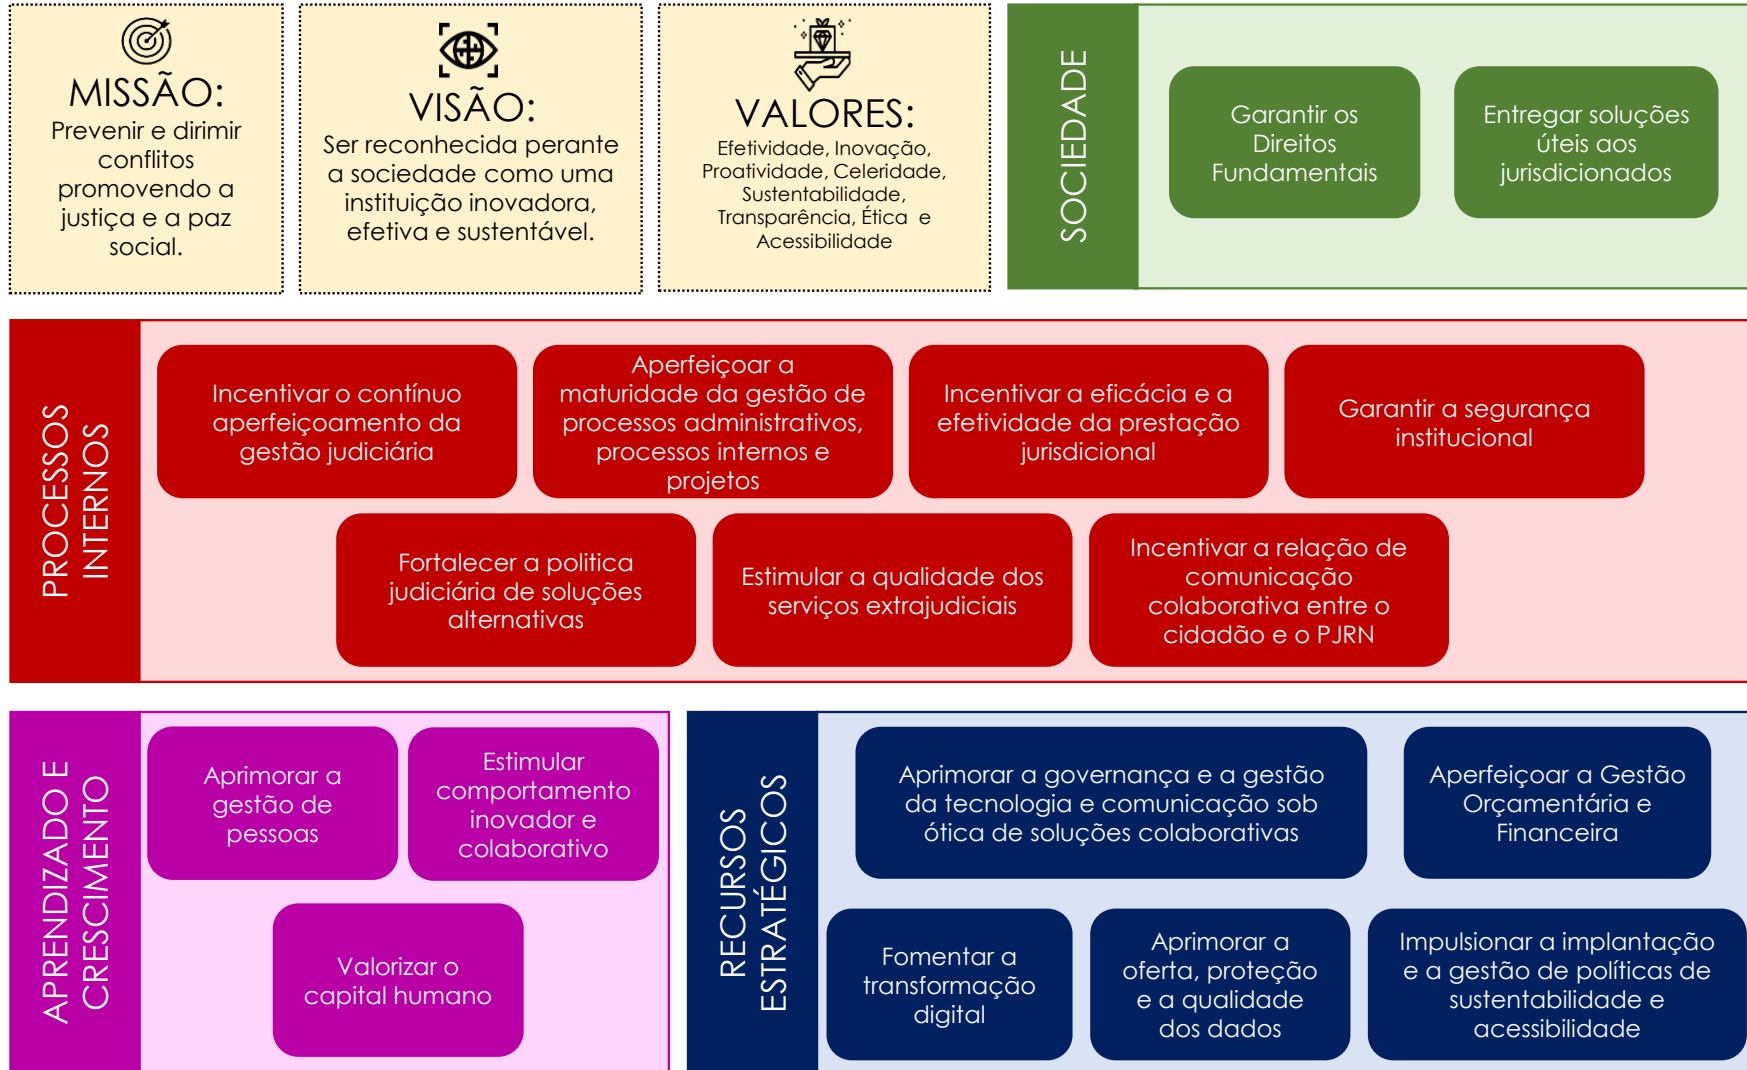 MISSÃO:
Prevenir e dirimir
conflitos
promovendo a
justiça e a paz
social.
VISÃO:
Ser reconhecida perante
a sociedade como uma
instituição inovadora,
efetiva e sustentável.
VALORES:
Efetividade, Inovação,
Proatividade, Celeridade,
Sustentabilidade,
Transparência, Ética e
Acessibilidade
SOCIEDADE
Garantir os
Direitos
Fundamentais
Entregar soluções
úteis aos
jurisdicionados
PROCESSOS
INTERNOS
Incentivar o contínuo
aperfeiçoamento da
gestão judiciária
Aperfeiçoar a
maturidade da gestão de
processos administrativos,
processos internos e
projetos
Incentivar a eficácia e a
efetividade da prestação
jurisdicional
Garantir a segurança
institucional
Fortalecer a politica
judiciária de soluções
alternativas
Estimular a qualidade dos
serviços extrajudiciais
Incentivar a relação de
comunicação
colaborativa entre o
cidadão e o PJRN
APRENDIZADO E
CRESCIMENTO
Aprimorar a
gestão de
pessoas
Estimular
comportamento
inovador e
colaborativo
Valorizar o
capital humano
RECURSOS
ESTRATÉGICOS
Aprimorar a governança e a gestão
da tecnologia e comunicação sob
ótica de soluções colaborativas
Aperfeiçoar a Gestão
Orçamentária e
Financeira
Fomentar a
transformação
digital
Aprimorar a
oferta, proteção
e a qualidade
dos dados
Impulsionar a implantação
e a gestão de políticas de
sustentabilidade e
acessibilidade